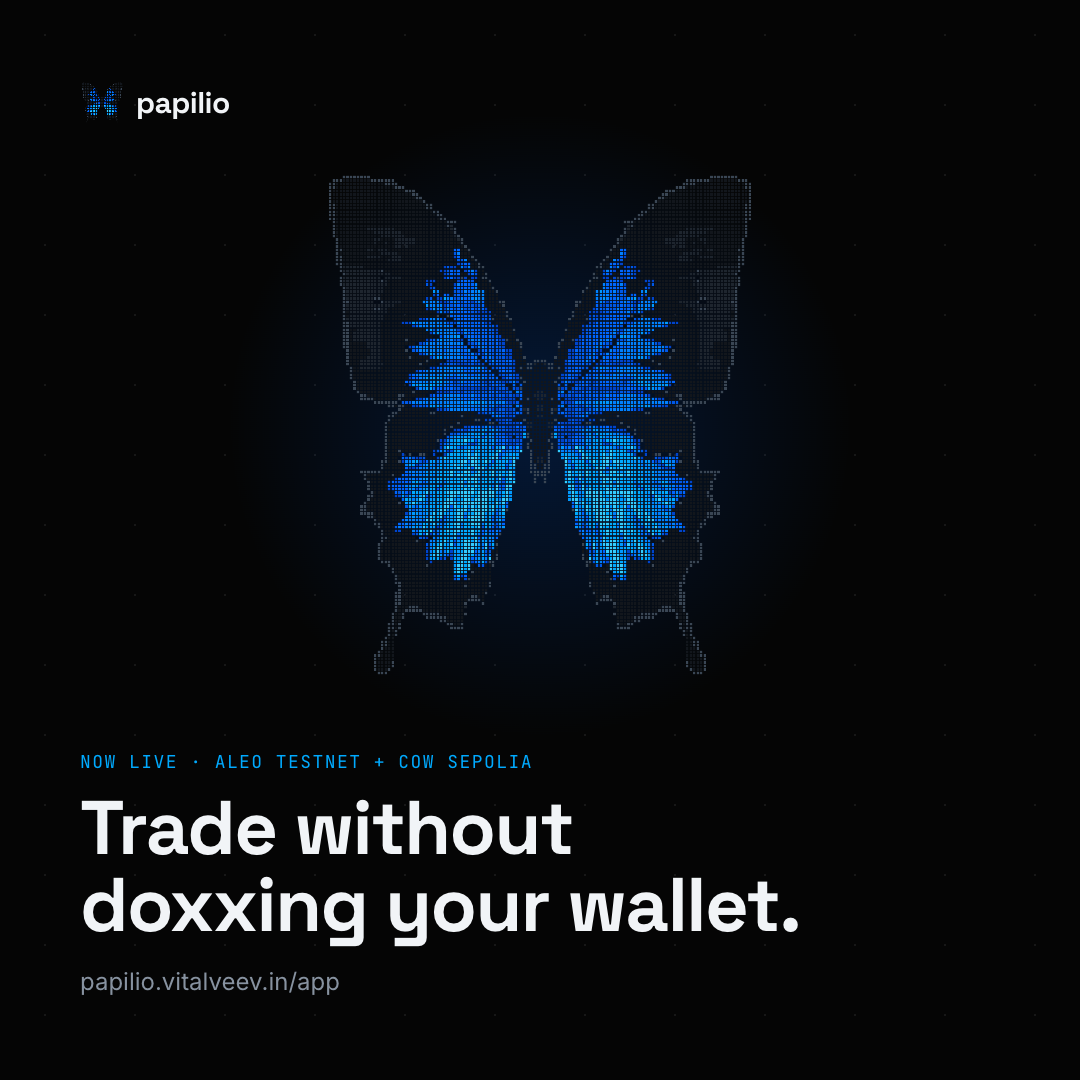 papilio
NOW LIVE · ALEO TESTNET + COW SEPOLIA
Trade without
doxxing your wallet.
papilio.vitalveev.in/app